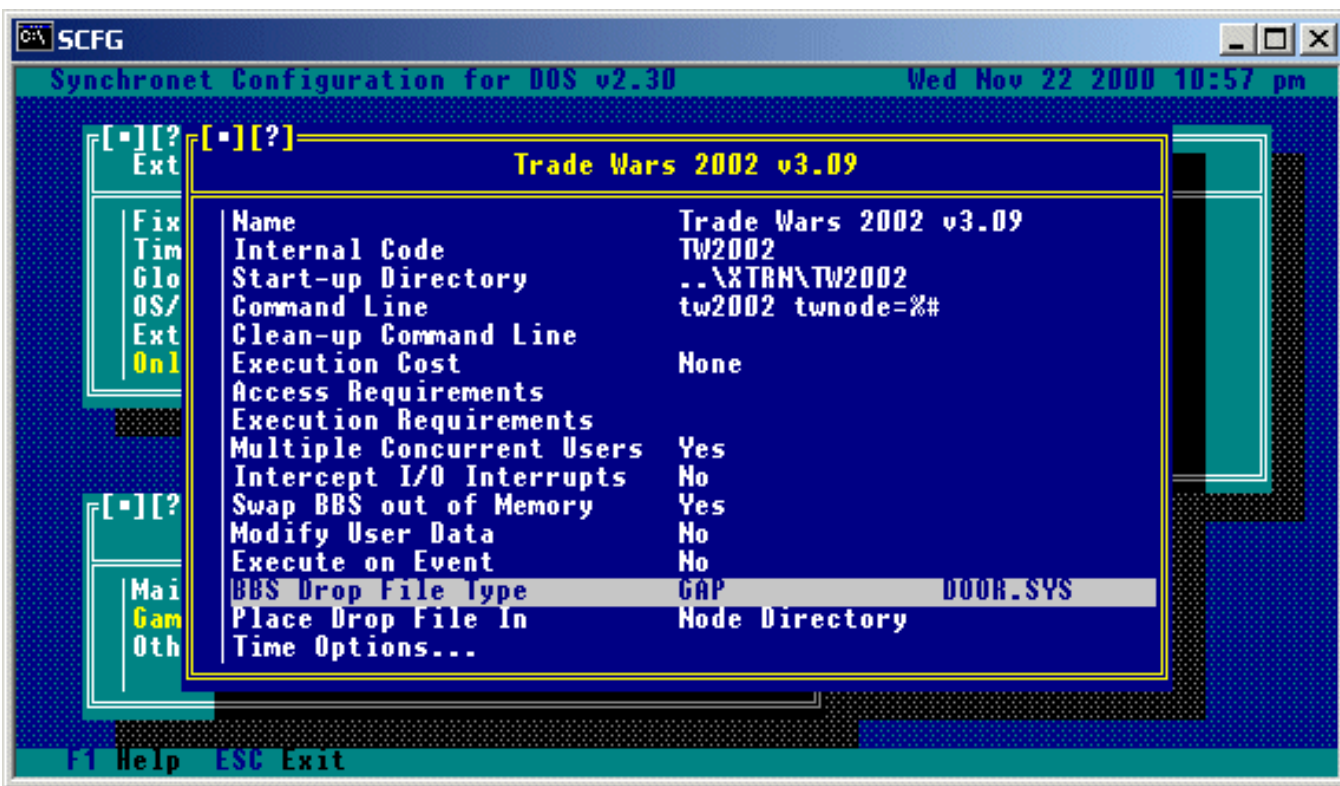 SCFG
Synchronet Configuration for DOS v2.30 Wed Nov 22 2000 10:57 pm
[▪][? [▪][?]
Ext Trade Wars 2002 v3.09
Fix Name Trade Wars 2002 v3.09
Tim Internal Code TW2002
Glo Start-up Directory ..\XTRN\TW2002
OS/ Command Line tw2002 twnode=%#
Ext Clean-up Command Line
Onl Execution Cost None
Access Requirements
Execution Requirements
Multiple Concurrent Users Yes
Intercept I/O Interrupts No
[▪][? Swap BBS out of Memory Yes
Modify User Data No
Execute on Event No
Mai BBS Drop File Type GAP DOOR.SYS
Gam Place Drop File In Node Directory
Oth Time Options...
F1 Help ESC Exit